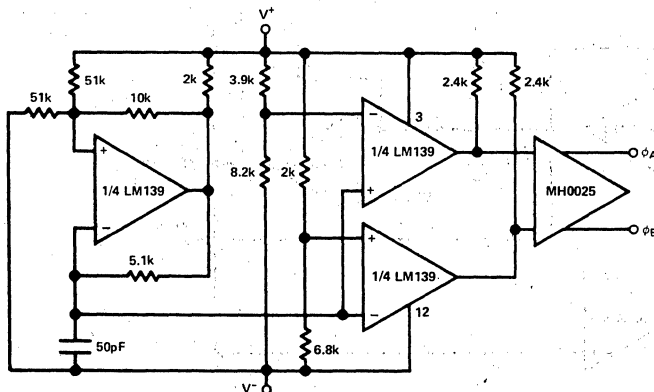 V+
51k
51k
10k
2k
3.9k
2.4k
2.4k
3
+
1/4 LM139
−
5.1k
50pF
8.2k
2k
−
1/4 LM139
+
+
1/4 LM139
−
12
6.8k
MH0025
ϕA
V−